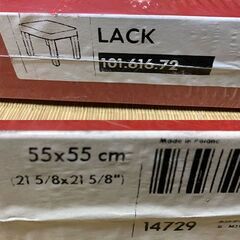 LACK
101.616.72
Made in Poland
55x55 cm
(21 5/8x21 5/8")
14729